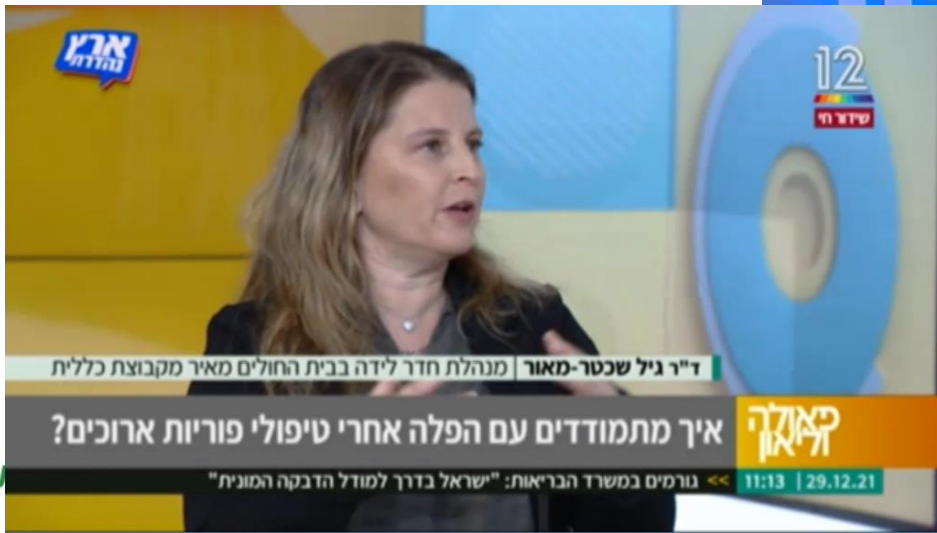 ארץ
נהדרת
12
שידור חי
ד"ר גיל שכטר-מאור | מנהלת חדר לידה בבית החולים מאיר מקבוצת כללית
פאולה
וליאון
איך מתמודדים עם הפלה אחרי טיפולי פוריות ארוכים?
11:13 | 29.12.21
>> גורמים במשרד הבריאות: "ישראל בדרך למודל הדבקה המונית"